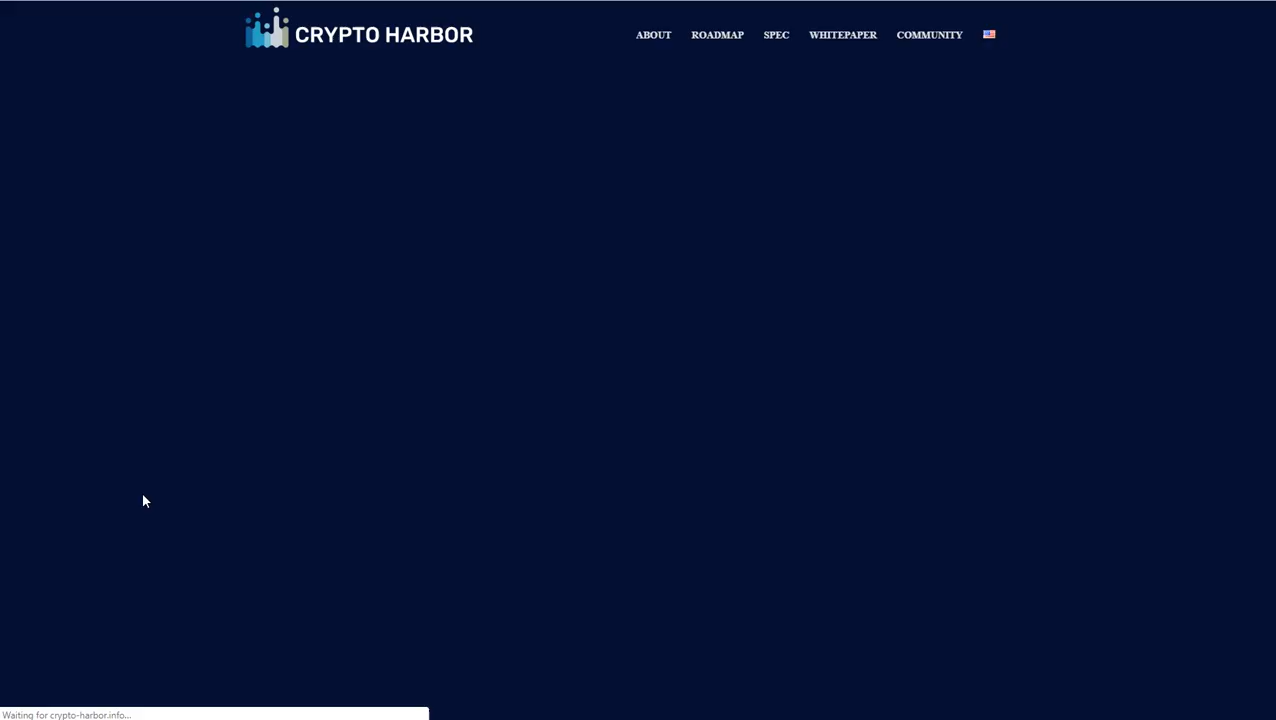 CRYPTO HARBOR
ABOUT ROADMAP SPEC WHITEPAPER COMMUNITY
Waiting for crypto-harbor.info...